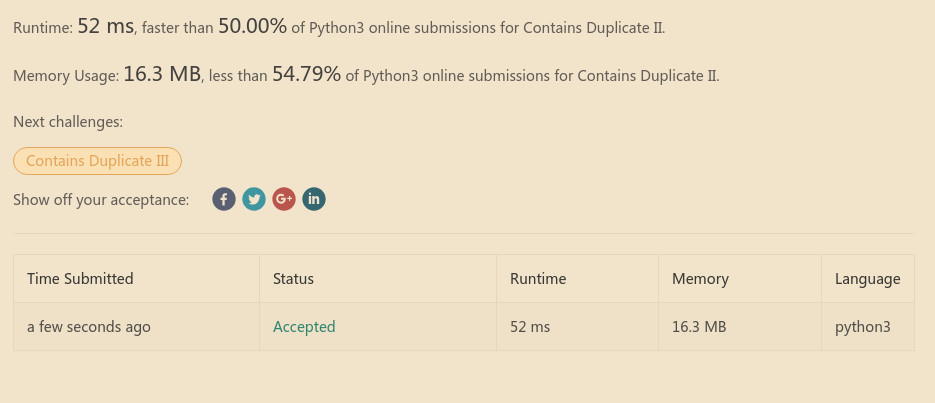 Runtime: 52 ms, faster than 50.00% of Python3 online submissions for Contains Duplicate II.
Memory Usage: 16.3 MB, less than 54.79% of Python3 online submissions for Contains Duplicate II.
Next challenges:
Contains Duplicate III
Show off your acceptance: f G+ in
Time Submitted Status Runtime Memory Language
a few seconds ago Accepted 52 ms 16.3 MB python3